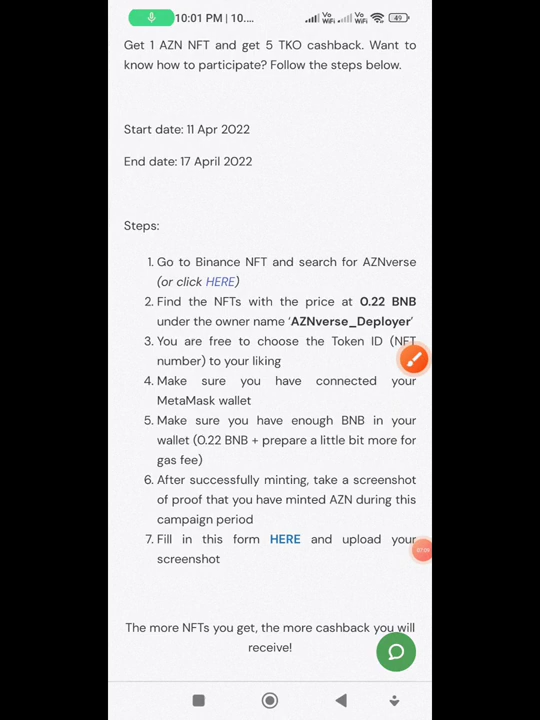 10:01 PM | 10....
Vo WiFi
Vo WiFi
49
Get 1 AZN NFT and get 5 TKO cashback. Want to
know how to participate? Follow the steps below.
Start date: 11 Apr 2022
End date: 17 April 2022
Steps:
1. Go to Binance NFT and search for AZNverse
(or click HERE)
2. Find the NFTs with the price at 0.22 BNB
under the owner name ‘AZNverse_Deployer’
3. You are free to choose the Token ID (NFT
number) to your liking
4. Make sure you have connected your
MetaMask wallet
5. Make sure you have enough BNB in your
wallet (0.22 BNB + prepare a little bit more for
gas fee)
6. After successfully minting, take a screenshot
of proof that you have minted AZN during this
campaign period
7. Fill in this form HERE and upload your
screenshot
The more NFTs you get, the more cashback you will
receive!